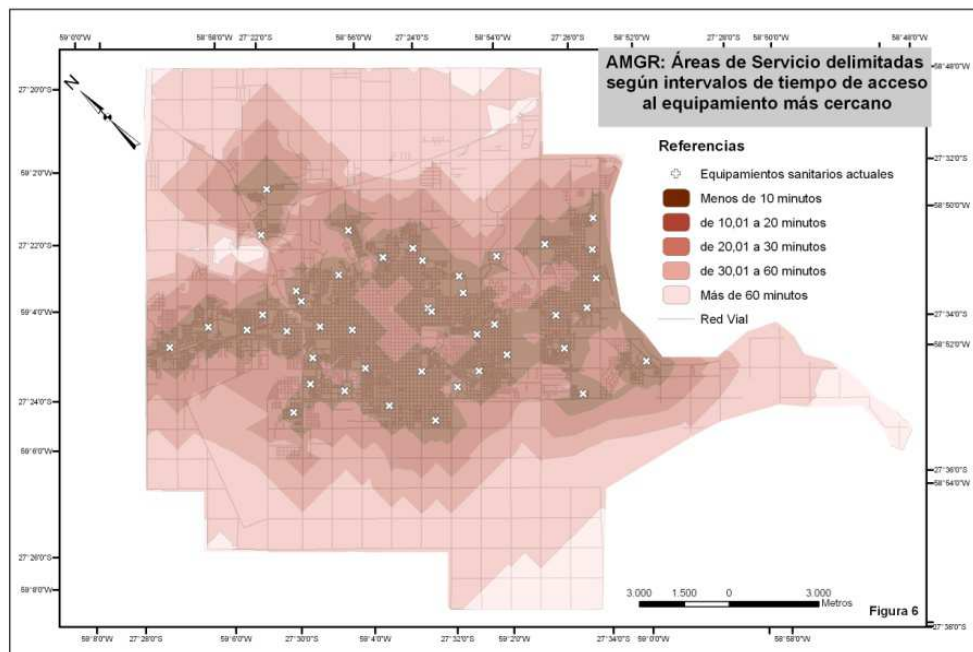 59°0'0"W
58°58'0"W
27°22'0"S
58°56'0"W
27°24'0"S
58°54'0"W
27°26'0"S
58°52'0"W
27°28'0"S
58°50'0"W
58°48'0"W
AMGR: Áreas de Servicio delimitadas
según intervalos de tiempo de acceso
al equipamiento más cercano
N
27°20'0"S
59°2'0"W
27°22'0"S
59°4'0"W
27°24'0"S
59°6'0"W
27°26'0"S
59°8'0"W
58°48'0"W
27°32'0"S
58°50'0"W
27°34'0"S
58°52'0"W
27°36'0"S
58°54'0"W
27°38'0"S
Referencias
Equipamientos sanitarios actuales
Menos de 10 minutos
de 10,01 a 20 minutos
de 20,01 a 30 minutos
de 30,01 a 60 minutos
Más de 60 minutos
Red Vial
3.000 1.500 0 3.000
Metros
Figura 6
59°8'0"W
27°28'0"S
59°6'0"W
27°30'0"S
59°4'0"W
27°32'0"S
59°2'0"W
27°34'0"S
59°0'0"W
58°58'0"W